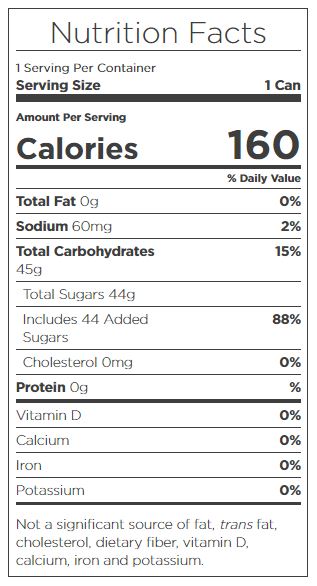 Nutrition Facts
1 Serving Per Container
Serving Size 1 Can
Amount Per Serving
Calories 160
% Daily Value
Total Fat 0g 0%
Sodium 60mg 2%
Total Carbohydrates 15%
45g
Total Sugars 44g
Includes 44 Added 88%
Sugars
Cholesterol 0mg 0%
Protein 0g %
Vitamin D 0%
Calcium 0%
Iron 0%
Potassium 0%
Not a significant source of fat, trans fat,
cholesterol, dietary fiber, vitamin D,
calcium, iron and potassium.